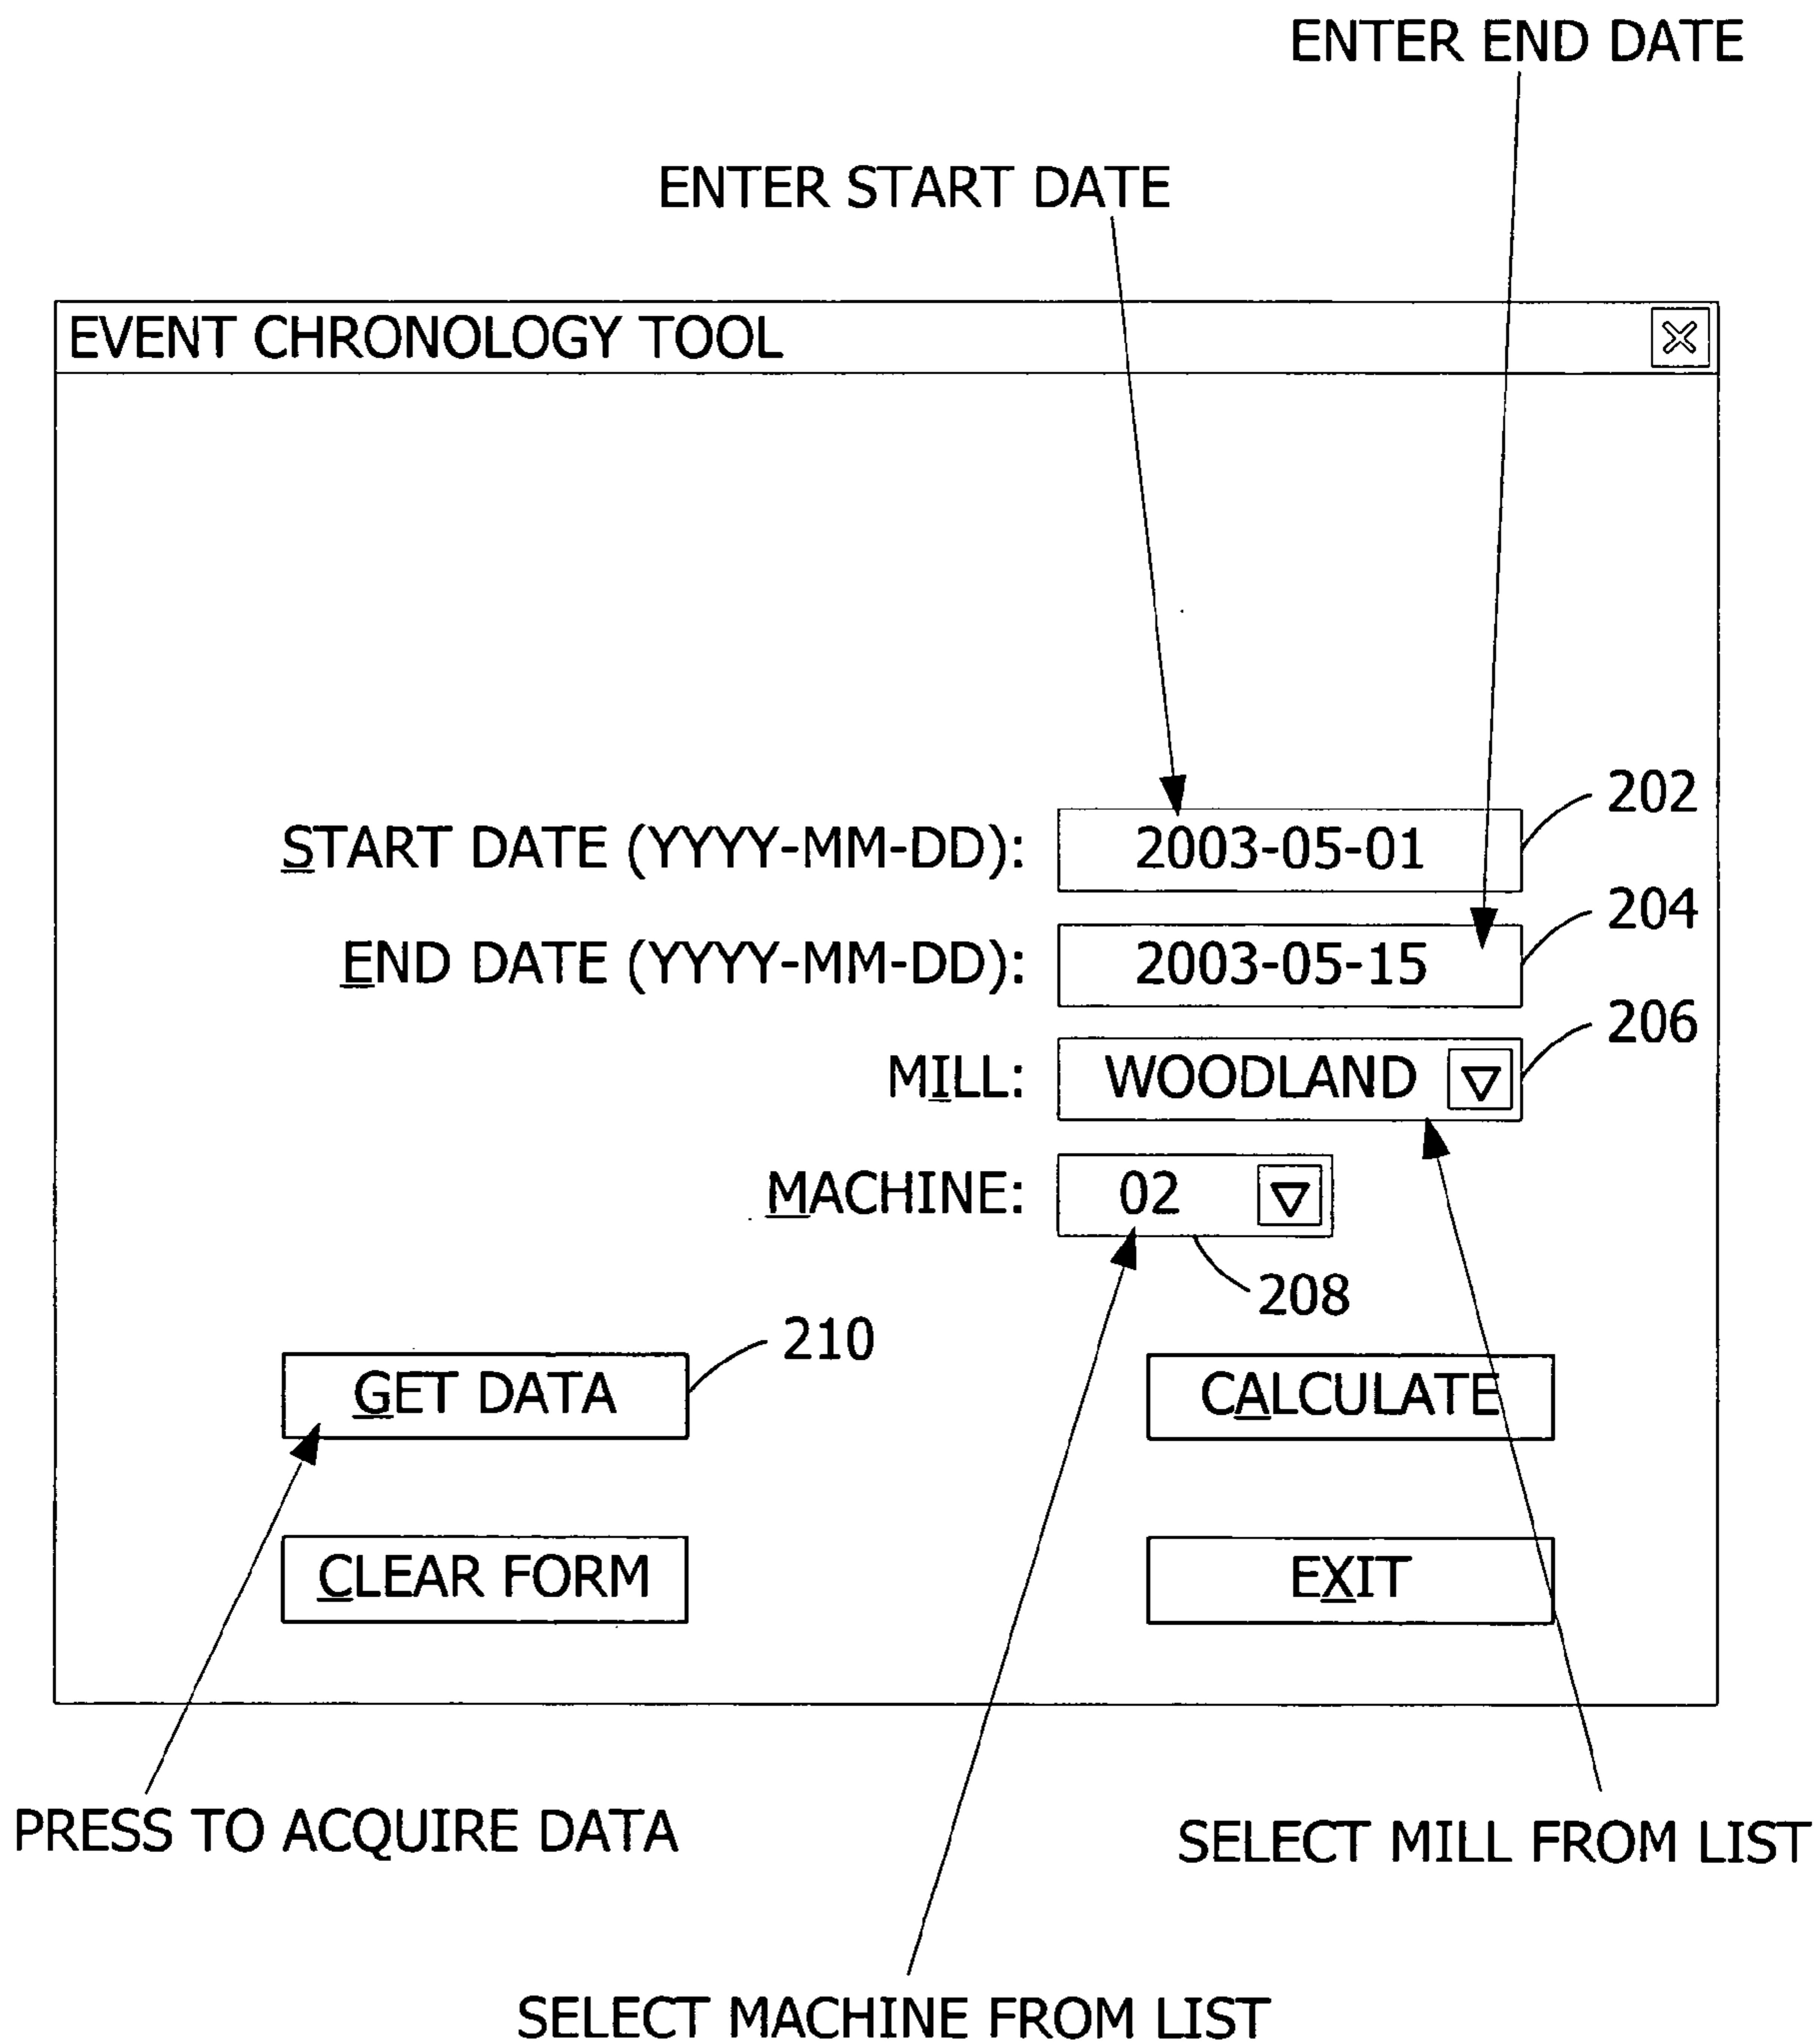 ENTER END DATE
ENTER START DATE
EVENT CHRONOLOGY TOOL
START DATE (YYYY-MM-DD): 2003-05-01 202
END DATE (YYYY-MM-DD): 2003-05-15 204
MILL: WOODLAND 206
MACHINE: 02
208
210
GET DATA CALCULATE
CLEAR FORM EXIT
PRESS TO ACQUIRE DATA
SELECT MILL FROM LIST
SELECT MACHINE FROM LIST